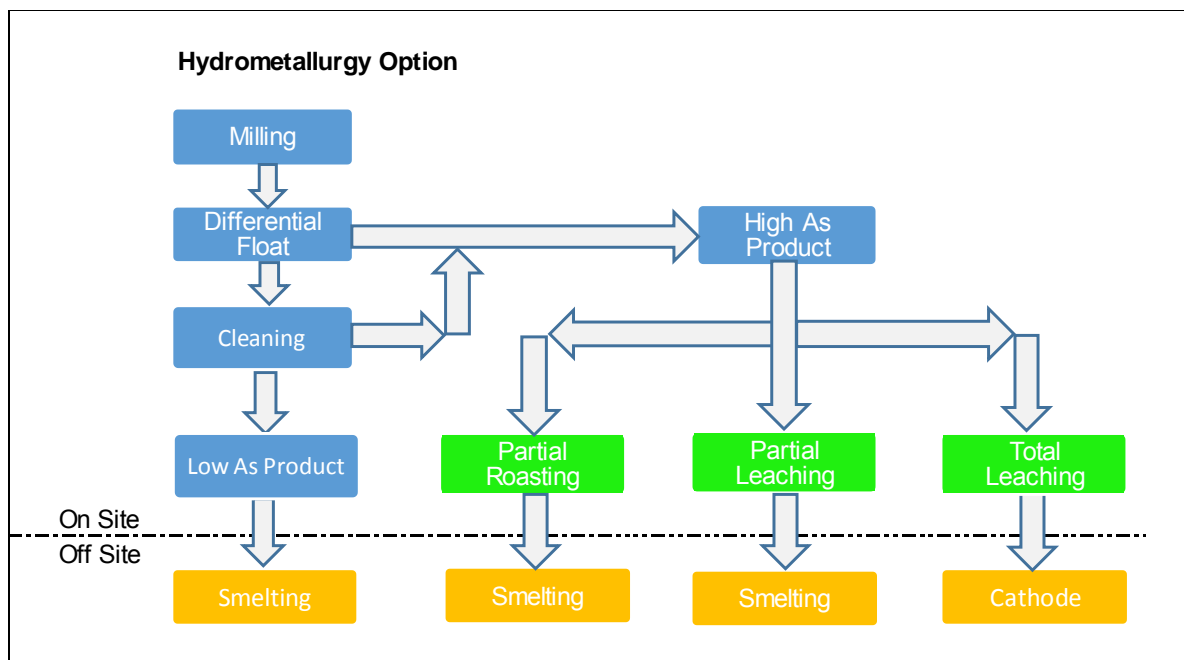 Hydrometallurgy Option
Milling
Differential
Float
High As
Product
Cleaning
Low As Product
Partial
Roasting
Partial
Leaching
Total
Leaching
On Site
Off Site
Smelting
Smelting
Smelting
Cathode